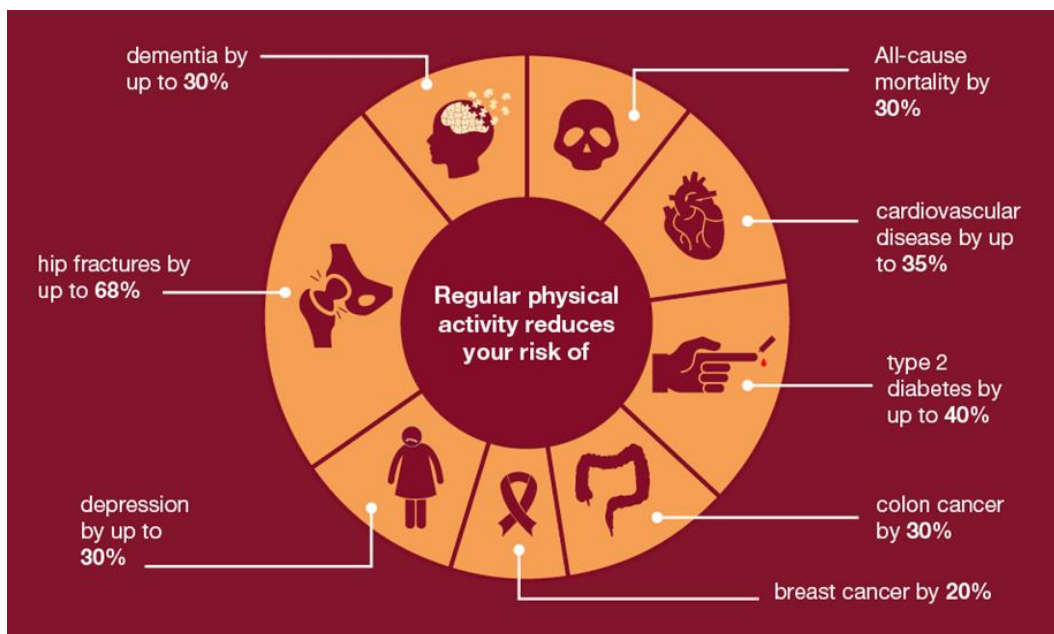 Regular physical
activity reduces
your risk of
All-cause
mortality by
30%
cardiovascular
disease by up
to 35%
type 2
diabetes by
up to 40%
colon cancer
by 30%
breast cancer by 20%
depression
by up to
30%
hip fractures by
up to 68%
dementia by
up to 30%